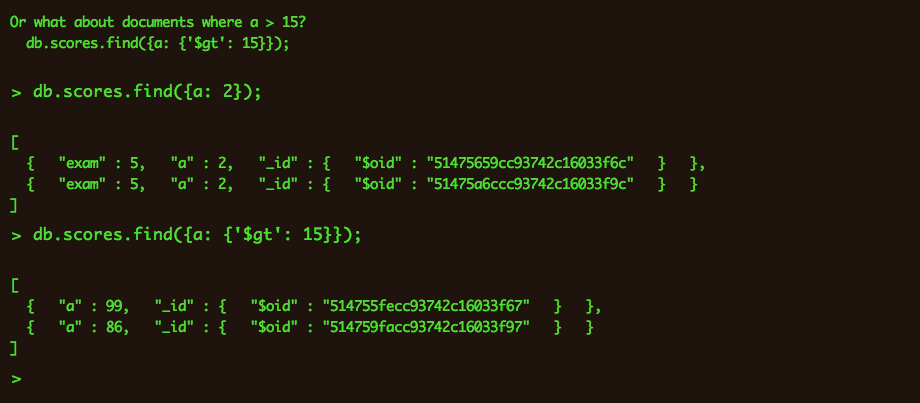 Or what about documents where a > 15?
db.scores.find({a: {'$gt': 15}});
> db.scores.find({a: 2});
[
{ "exam" : 5, "a" : 2, "_id" : { "$oid" : "51475659cc93742c16033f6c" } },
{ "exam" : 5, "a" : 2, "_id" : { "$oid" : "51475a6ccc93742c16033f9c" } }
]
> db.scores.find({a: {'$gt': 15}});
[
{ "a" : 99, "_id" : { "$oid" : "514755fecc93742c16033f67" } },
{ "a" : 86, "_id" : { "$oid" : "514759facc93742c16033f97" } }
]
>